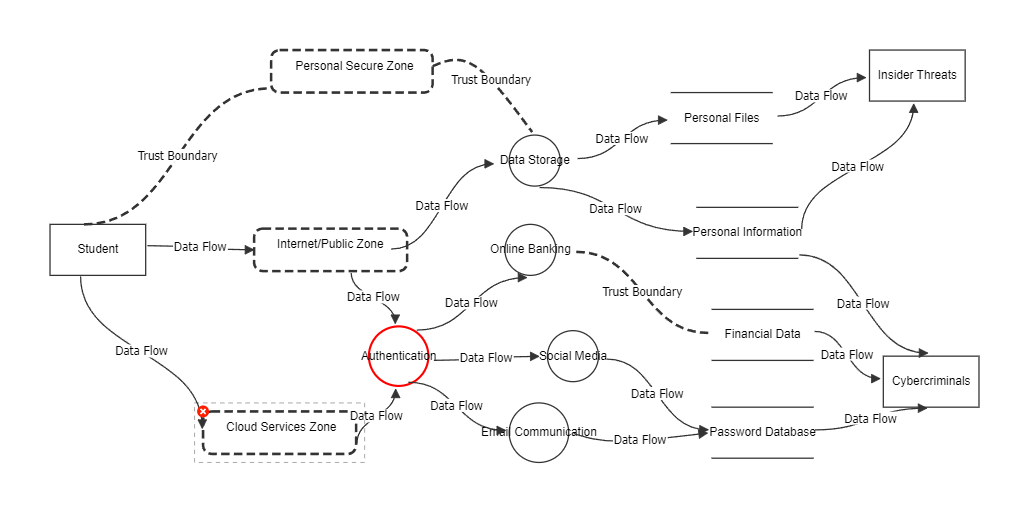 Personal Secure Zone
Trust Boundary
Insider Threats
Data Flow
Personal Files
Data Flow
Trust Boundary
Data Storage
Data Flow
Data Flow
Data Flow
Personal Information
Student
Data Flow
Internet/Public Zone
Online Banking
Trust Boundary
Data Flow
Data Flow
Data Flow
Financial Data
Data Flow
Authentication
Data Flow
Social Media
Data Flow
Cybercriminals
Data Flow
Data Flow
Data Flow
Cloud Services Zone
Data Flow
Email Communication
Data Flow
Password Database
Data Flow